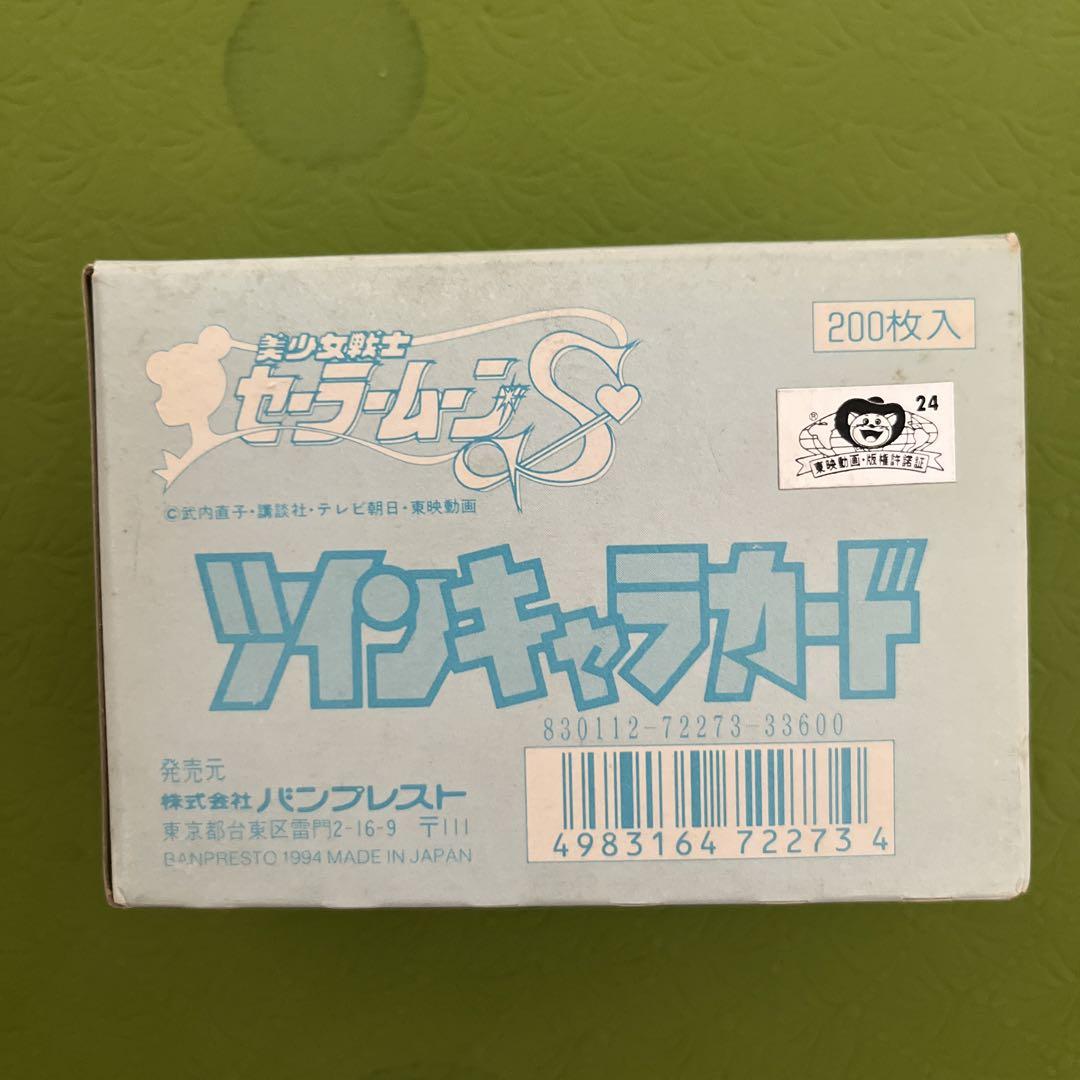 美少女戦士
セーラームーンS
200枚入
® 24
東映動画・版権許諾証
©武内直子・講談社・テレビ朝日・東映動画
ツインキャラカード
830112-72273-33600
発売元
株式会社 バンプレスト
東京都台東区雷門2-16-9 〒111
BANPRESTO 1994 MADE IN JAPAN
4983164 722734